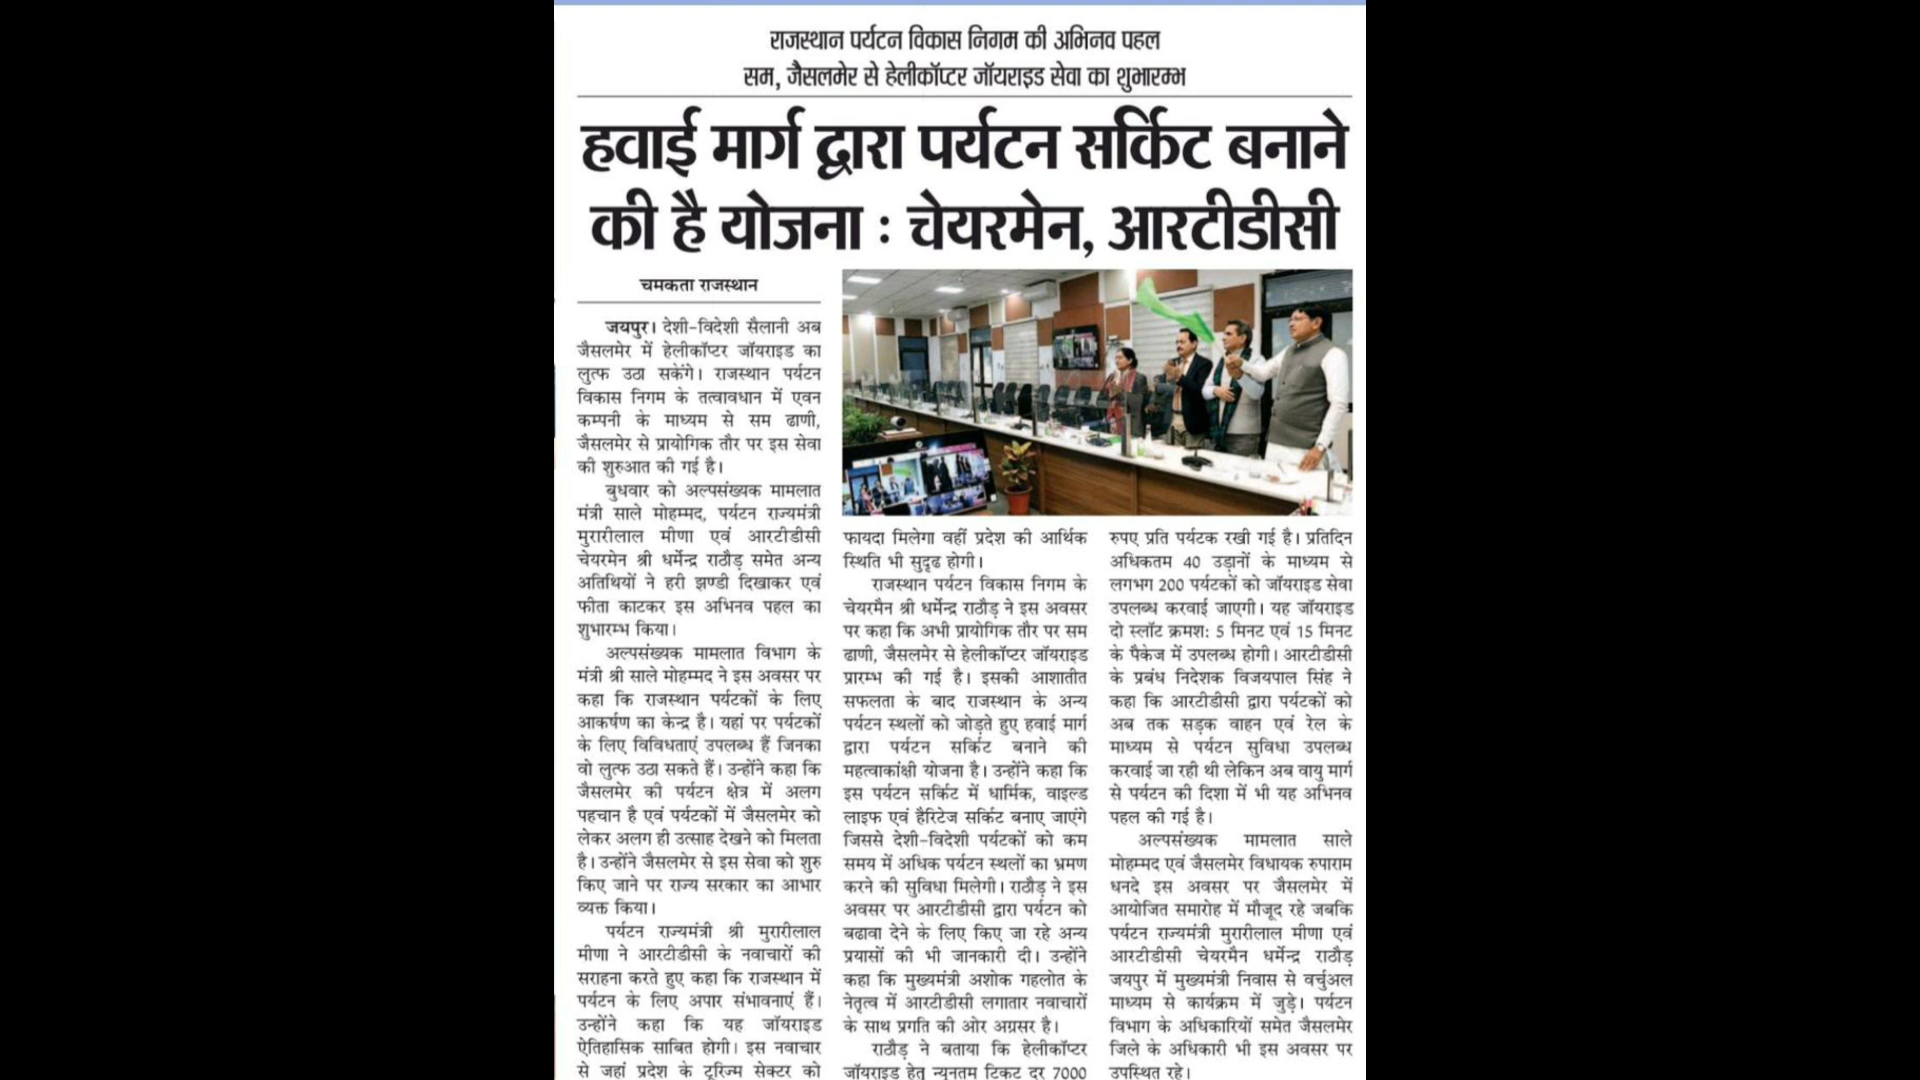 राजस्थान पर्यटन विकास निगम की अभिनव पहल
सम, जैसलमेर से हेलीकॉप्टर जॉयराइड सेवा का शुभारम्भ
हवाई मार्ग द्वारा पर्यटन सर्किट बनाने
की है योजना : चेयरमेन, आरटीडीसी
चमकता राजस्थान
जयपुर। देशी-विदेशी सैलानी अब
जैसलमेर में हेलीकॉप्टर जॉयराइड का
लुत्फ उठा सकेंगे। राजस्थान पर्यटन
विकास निगम के तत्वावधान में एवन
कम्पनी के माध्यम से सम ढाणी,
जैसलमेर से प्रायोगिक तौर पर इस सेवा
की शुरुआत की गई है।
बुधवार को अल्पसंख्यक मामलात
मंत्री साले मोहम्मद, पर्यटन राज्यमंत्री
मुरारीलाल मीणा एवं आरटीडीसी
चेयरमेन श्री धर्मेन्द्र राठौड़ समेत अन्य
अतिथियों ने हरी झण्डी दिखाकर एवं
फीता काटकर इस अभिनव पहल का
शुभारम्भ किया।
अल्पसंख्यक मामलात विभाग के
मंत्री श्री साले मोहम्मद ने इस अवसर पर
कहा कि राजस्थान पर्यटकों के लिए
आकर्षण का केन्द्र है। यहां पर पर्यटकों
के लिए विविधताएं उपलब्ध हैं जिनका
वो लुत्फ उठा सकते हैं। उन्होंने कहा कि
जैसलमेर की पर्यटन क्षेत्र में अलग
पहचान है एवं पर्यटकों में जैसलमेर को
लेकर अलग ही उत्साह देखने को मिलता
है। उन्होंने जैसलमेर से इस सेवा को शुरु
किए जाने पर राज्य सरकार का आभार
व्यक्त किया।
पर्यटन राज्यमंत्री श्री मुरारीलाल
मीणा ने आरटीडीसी के नवाचारों की
सराहना करते हुए कहा कि राजस्थान में
पर्यटन के लिए अपार संभावनाएं हैं।
उन्होंने कहा कि यह जॉयराइड
ऐतिहासिक साबित होगी। इस नवाचार
से जहां प्रदेश के टूरिज्म सेक्टर को
फायदा मिलेगा वहीं प्रदेश की आर्थिक
स्थिति भी सुदृढ होगी।
राजस्थान पर्यटन विकास निगम के
चेयरमैन श्री धर्मेन्द्र राठौड़ ने इस अवसर
पर कहा कि अभी प्रायोगिक तौर पर सम
ढाणी, जैसलमेर से हेलीकॉप्टर जॉयराइड
प्रारम्भ की गई है। इसकी आशातीत
सफलता के बाद राजस्थान के अन्य
पर्यटन स्थलों को जोड़ते हुए हवाई मार्ग
द्वारा पर्यटन सर्किट बनाने की
महत्वाकांक्षी योजना है। उन्होंने कहा कि
इस पर्यटन सर्किट में धार्मिक, वाइल्ड
लाइफ एवं हैरिटेज सर्किट बनाए जाएंगे
जिससे देशी-विदेशी पर्यटकों को कम
समय में अधिक पर्यटन स्थलों का भ्रमण
करने की सुविधा मिलेगी। राठौड़ ने इस
अवसर पर आरटीडीसी द्वारा पर्यटन को
बढावा देने के लिए किए जा रहे अन्य
प्रयासों की भी जानकारी दी। उन्होंने
कहा कि मुख्यमंत्री अशोक गहलोत के
नेतृत्व में आरटीडीसी लगातार नवाचारों
के साथ प्रगति की ओर अग्रसर है।
राठौड़ ने बताया कि हेलीकॉप्टर
जॉयराइड हेतु न्यूनतम टिकट दर 7000
रुपए प्रति पर्यटक रखी गई है। प्रतिदिन
अधिकतम 40 उड़ानों के माध्यम से
लगभग 200 पर्यटकों को जॉयराइड सेवा
उपलब्ध करवाई जाएगी। यह जॉयराइड
दो स्लॉट क्रमश: 5 मिनट एवं 15 मिनट
के पैकेज में उपलब्ध होगी। आरटीडीसी
के प्रबंध निदेशक विजयपाल सिंह ने
कहा कि आरटीडीसी द्वारा पर्यटकों को
अब तक सड़क वाहन एवं रेल के
माध्यम से पर्यटन सुविधा उपलब्ध
करवाई जा रही थी लेकिन अब वायु मार्ग
से पर्यटन की दिशा में भी यह अभिनव
पहल की गई है।
अल्पसंख्यक मामलात साले
मोहम्मद एवं जैसलमेर विधायक रुपाराम
धनदे इस अवसर पर जैसलमेर में
आयोजित समारोह में मौजूद रहे जबकि
पर्यटन राज्यमंत्री मुरारीलाल मीणा एवं
आरटीडीसी चेयरमैन धर्मेन्द्र राठौड़
जयपुर में मुख्यमंत्री निवास से वर्चुअल
माध्यम से कार्यक्रम में जुड़े। पर्यटन
विभाग के अधिकारियों समेत जैसलमेर
जिले के अधिकारी भी इस अवसर पर
उपस्थित रहे।